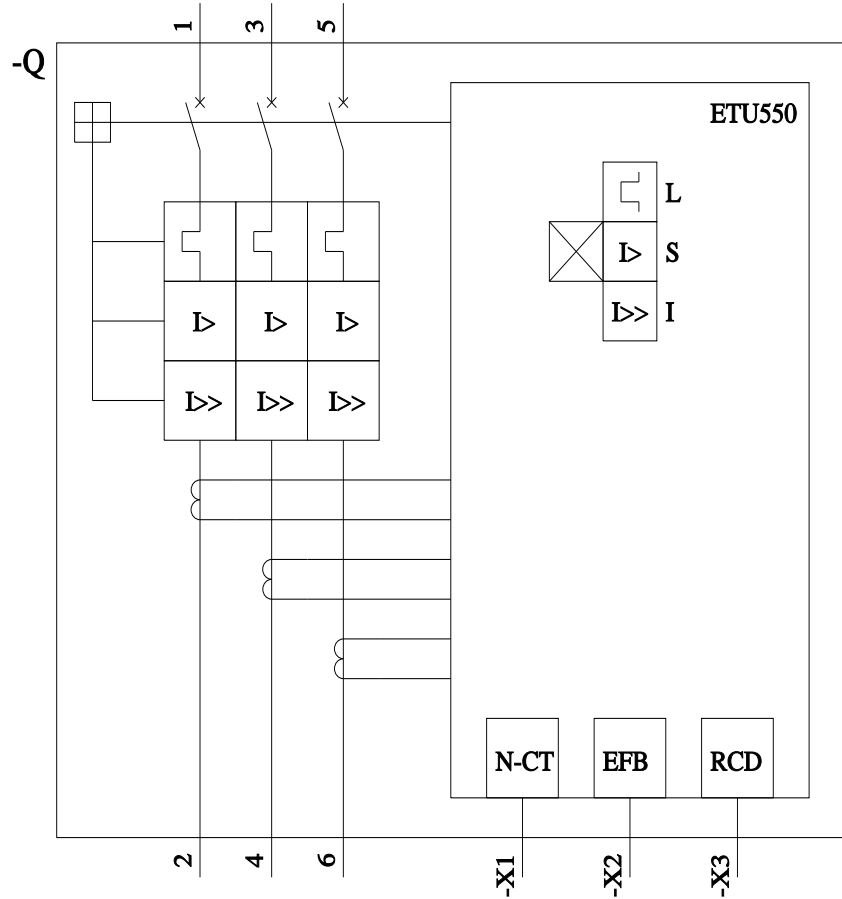 1 3 5
-Q
ETU550
L
I> S
I>> I
I> I> I>
I>> I>> I>>
N-CT EFB RCD
2 4 6 -X1 -X2 -X3